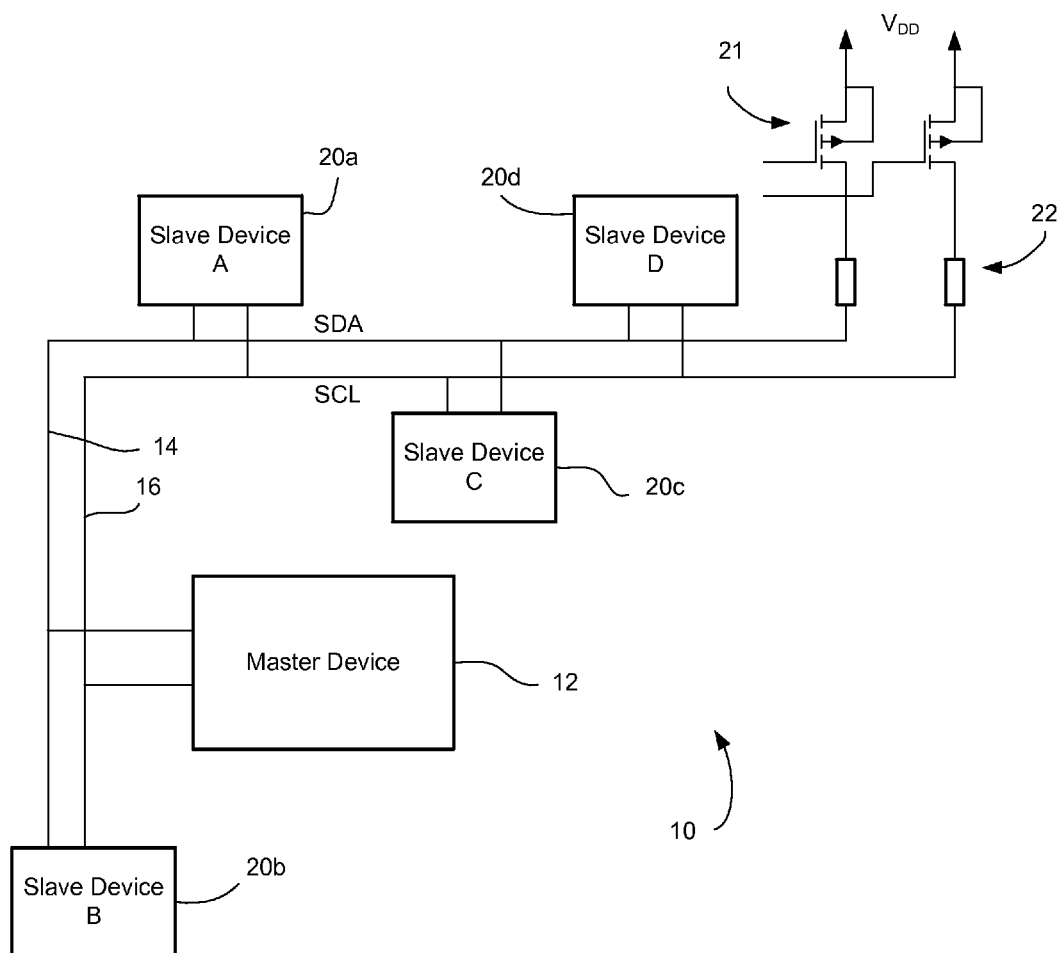 V_DD
21
20a
20d
22
Slave Device
A
Slave Device
D
SDA
SCL
14
Slave Device
C
16
20c
Master Device
12
10
20b
Slave Device
B